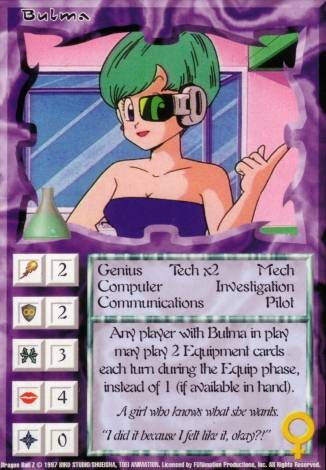 Bulma
2
2
3
4
0
Genius Tech x2 Mech
Computer Investigation
Communications Pilot
Any player with Bulma in play
may play 2 Equipment cards
each turn during the Equip phase,
instead of 1 (if available in hand).
A girl who knows what she wants.
"I did it because I felt like it, okay?!"
Dragon Ball Z © 1997 BIRD STUDIO/SHUEISHA, TOEI ANIMATION. Licensed by FUNimation Productions, Inc. All Rights Reserved.